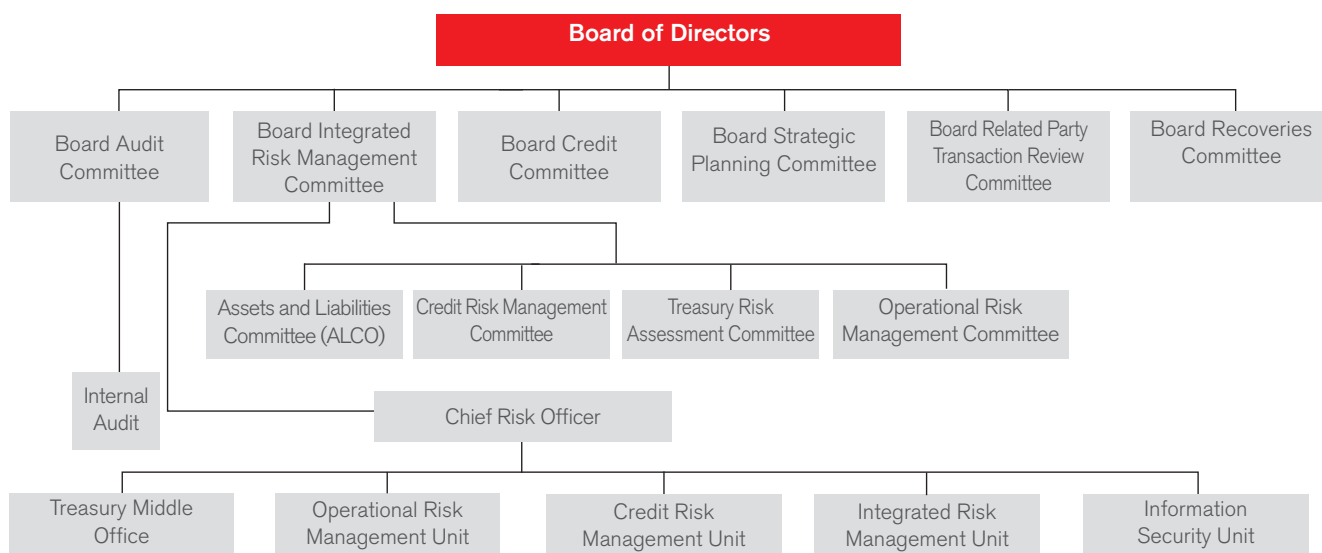 Board of Directors
Board Audit
Committee
Board Integrated
Risk Management
Committee
Board Credit
Committee
Board Strategic
Planning Committee
Board Related Party
Transaction Review
Committee
Board Recoveries
Committee
Assets and Liabilities
Committee (ALCO)
Credit Risk Management
Committee
Treasury Risk
Assessment Committee
Operational Risk
Management Committee
Internal
Audit
Chief Risk Officer
Treasury Middle
Office
Operational Risk
Management Unit
Credit Risk
Management Unit
Integrated Risk
Management Unit
Information
Security Unit